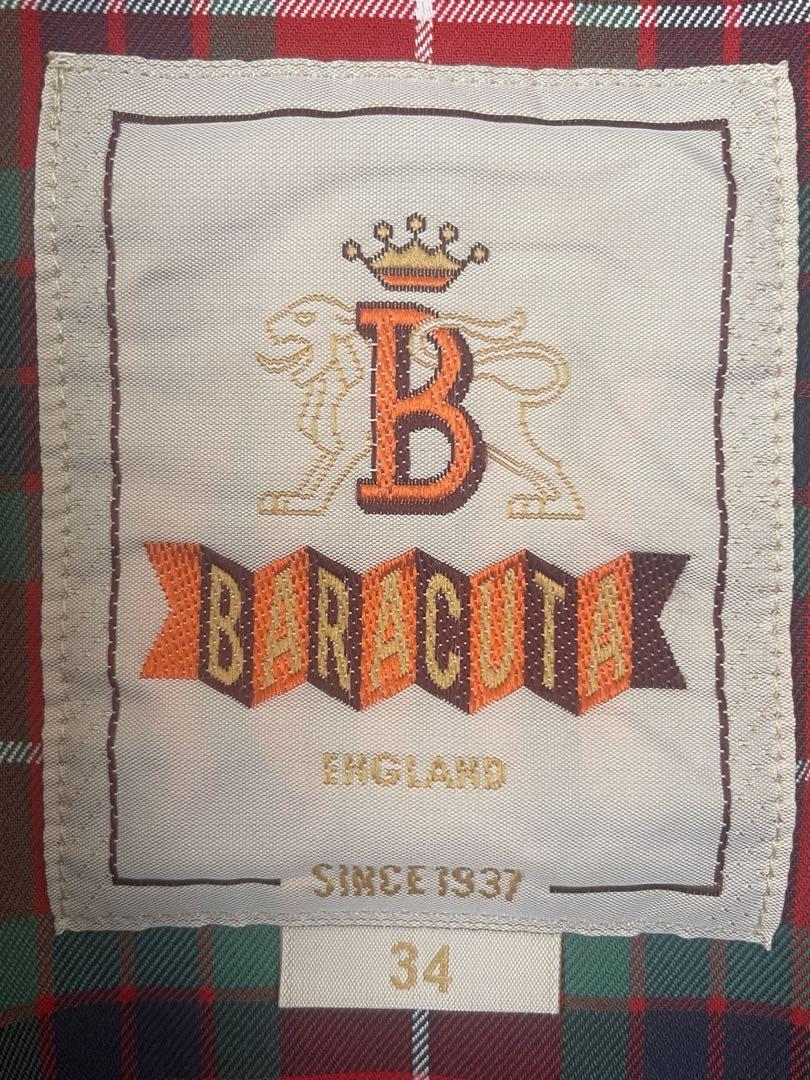 B
BARACUTA
ENGLAND
SINCE 1937
34